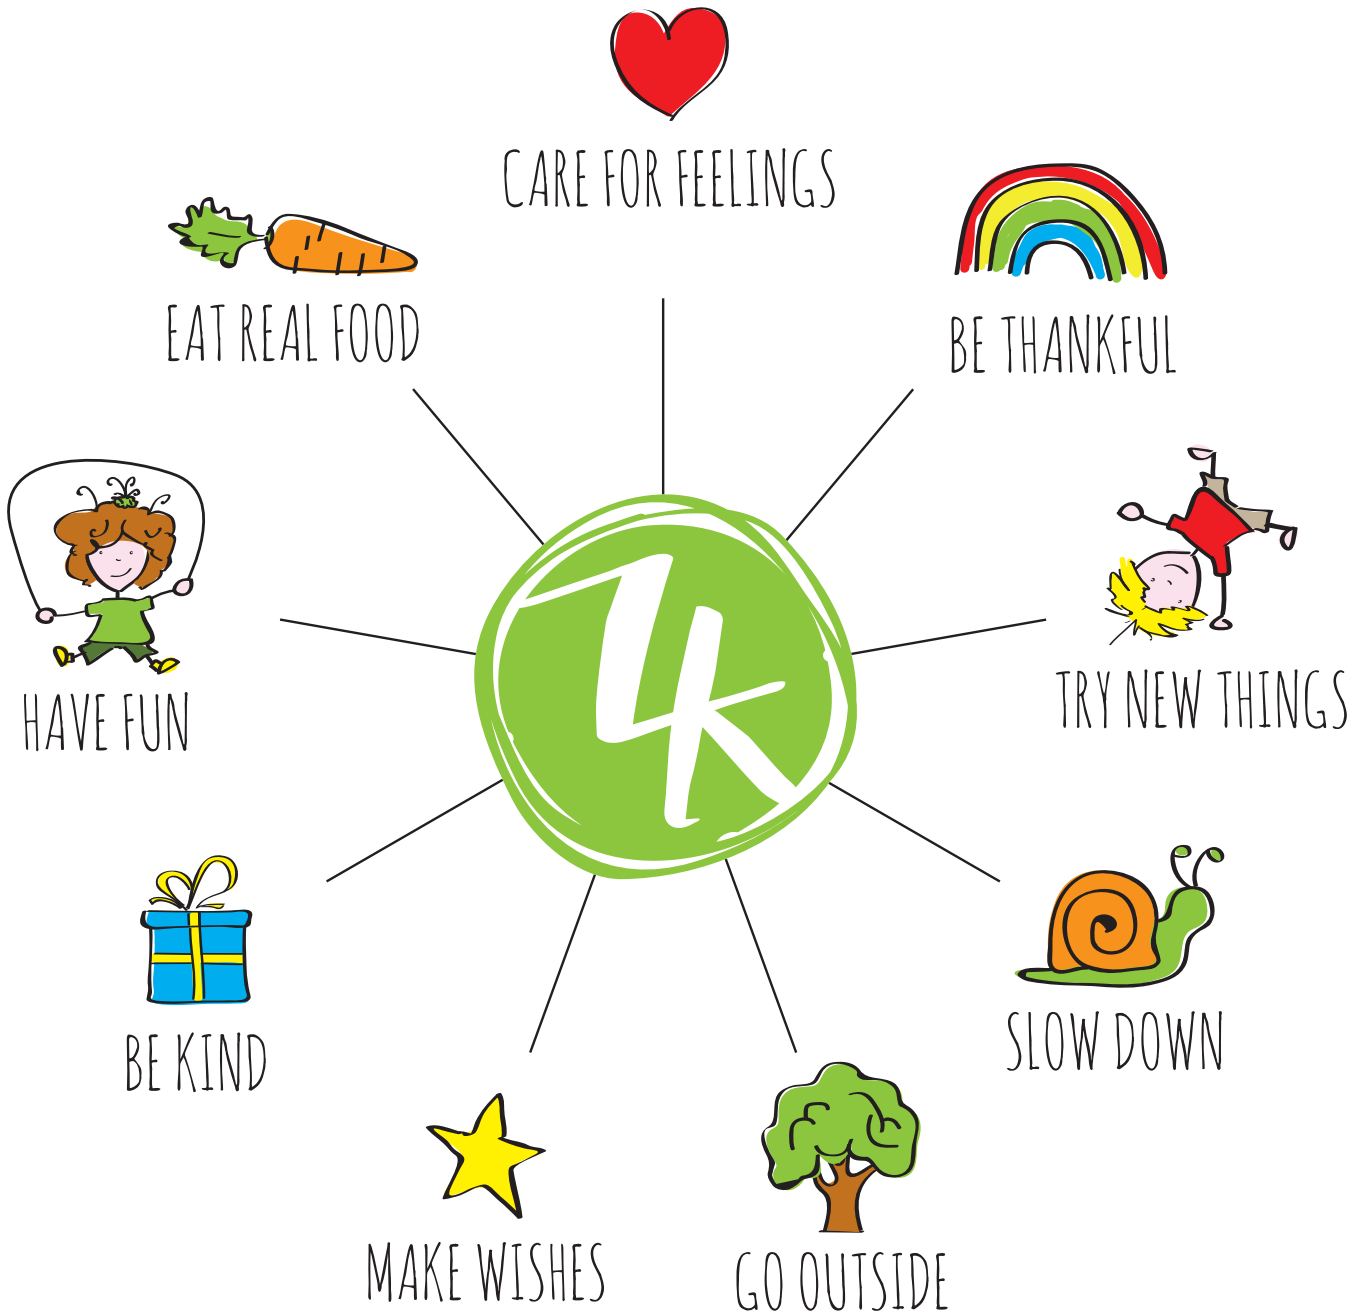 CARE FOR FEELINGS
BE THANKFUL
EAT REAL FOOD
TRY NEW THINGS
HAVE FUN
SLOW DOWN
BE KIND
MAKE WISHES
GO OUTSIDE